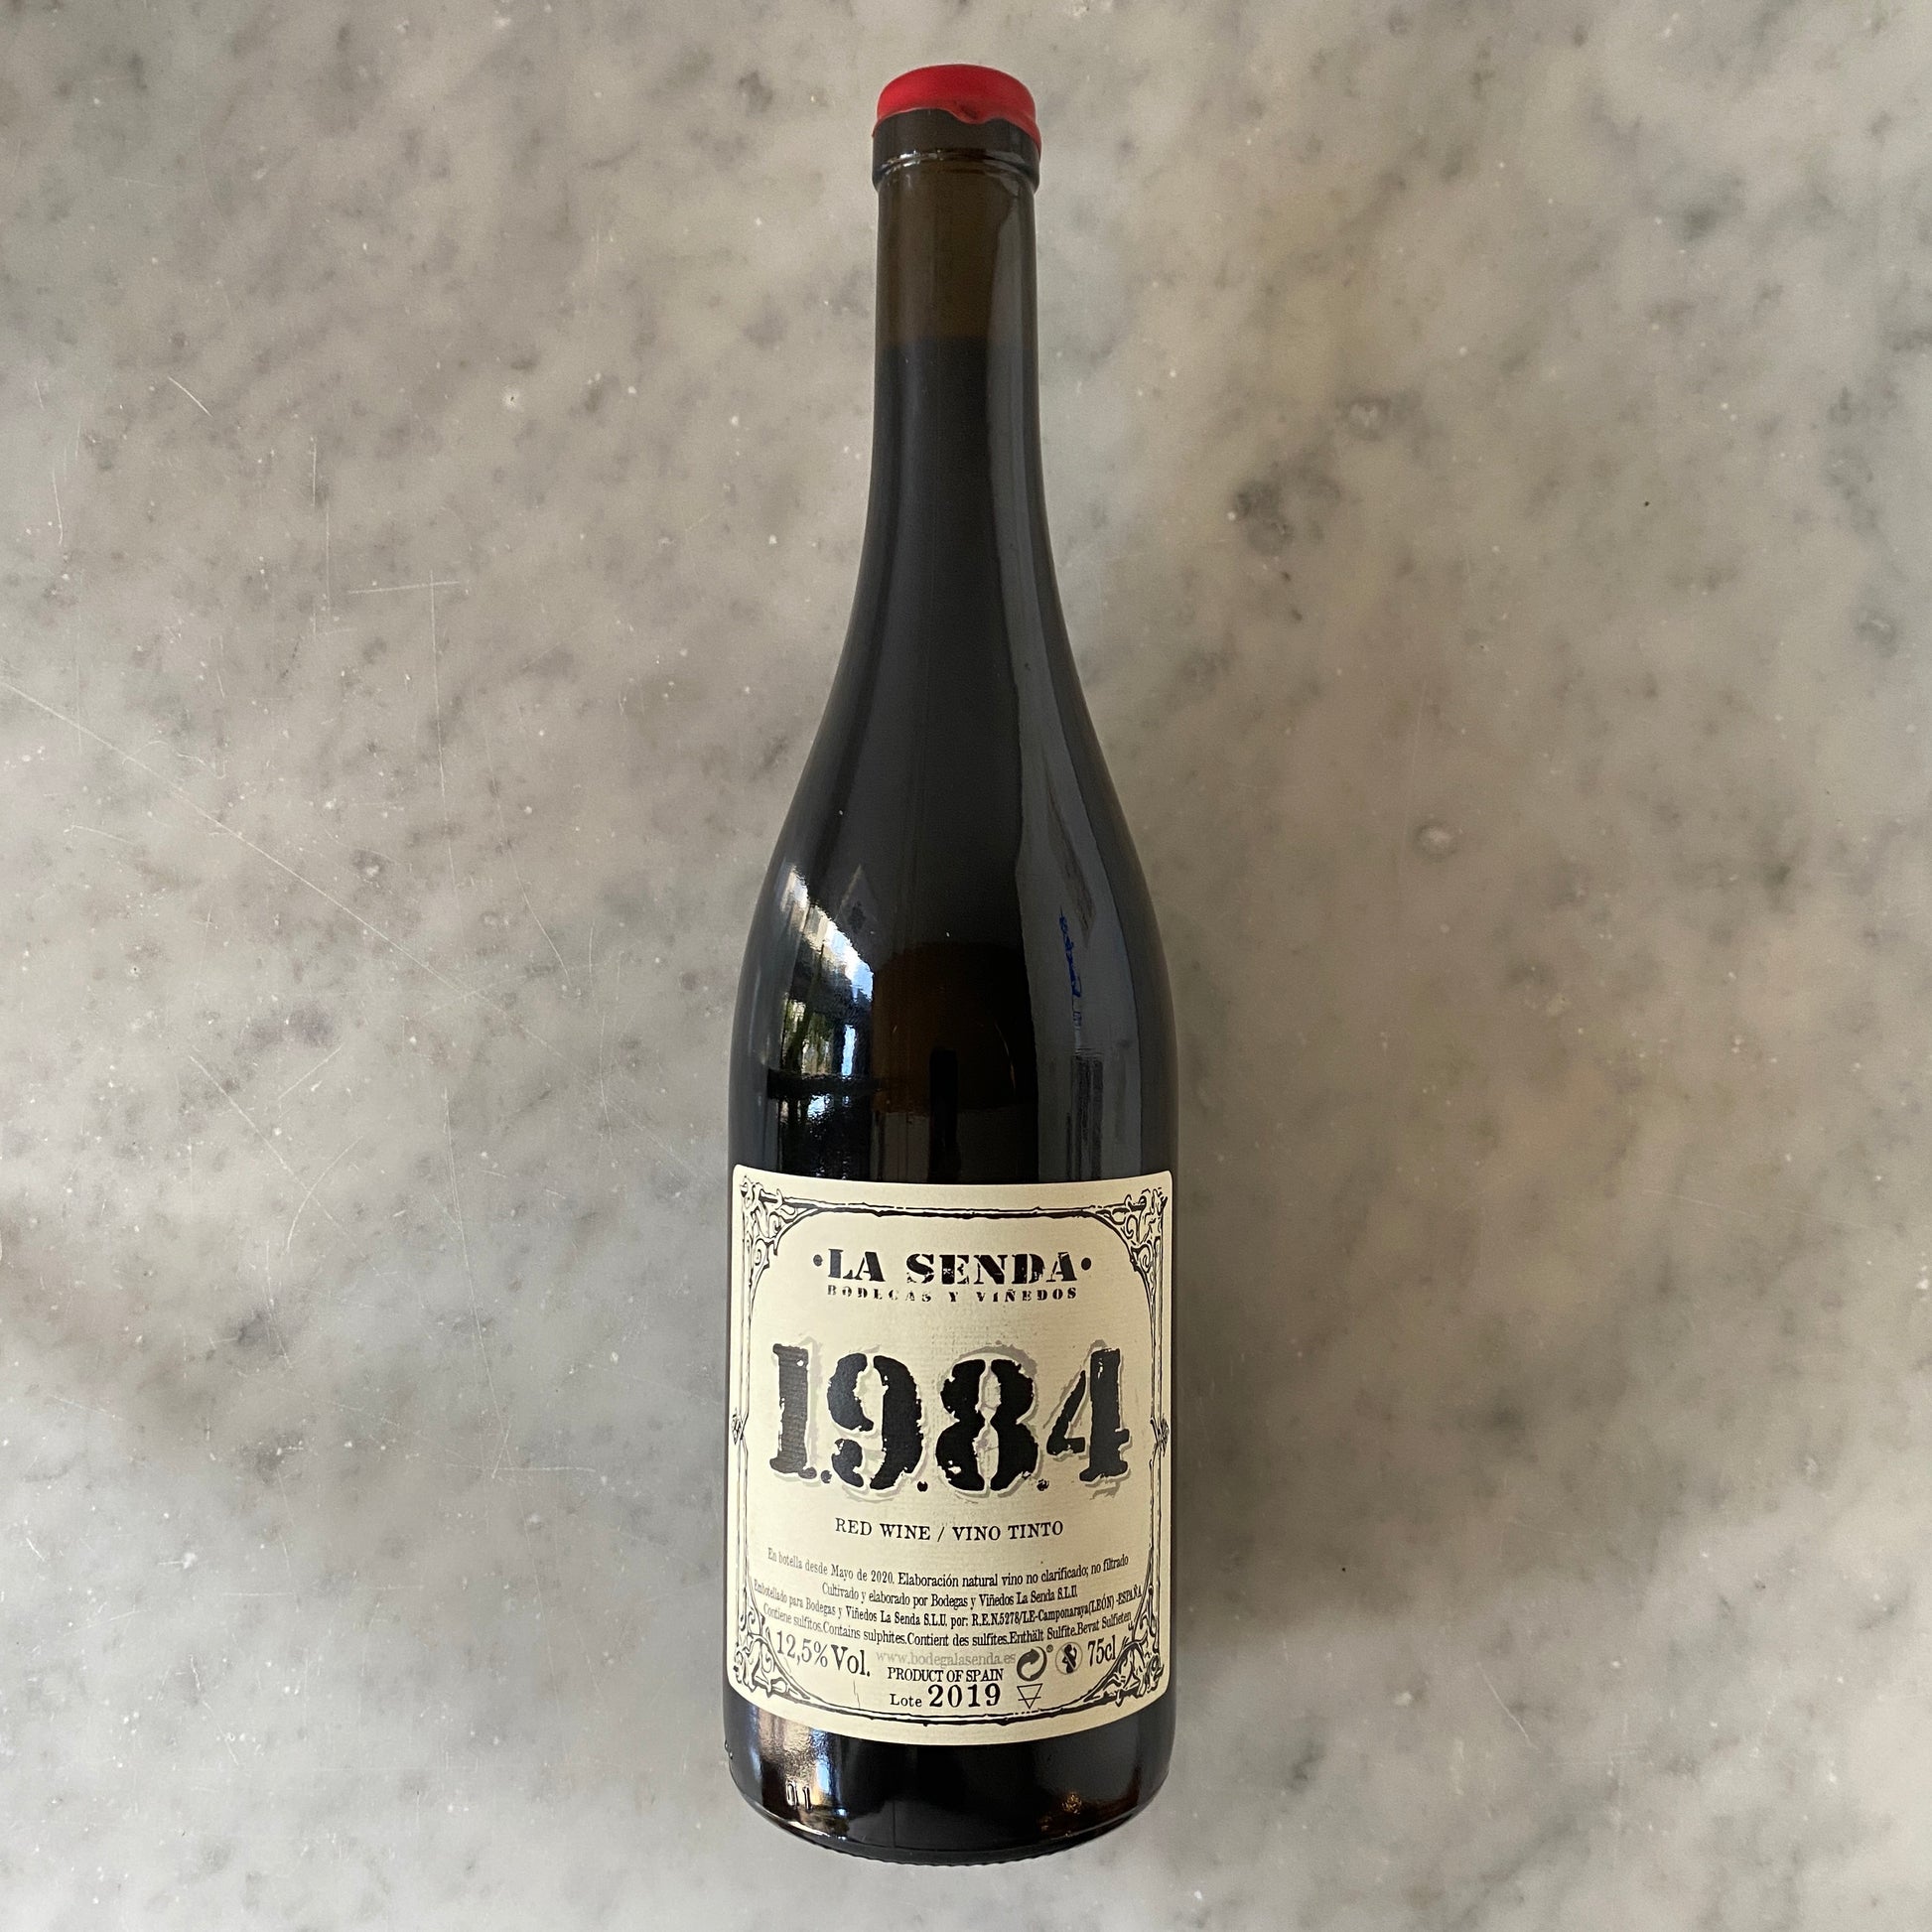 ·LA SENDA·
BODEGAS Y VIÑEDOS
1.9.8.4
RED WINE / VINO TINTO
En botella desde Mayo de 2020. Elaboración natural vino no clarificado; no filtrado
Cultivado y elaborado por Bodegas y Viñedos La Senda S.L.U.
Embotellado para Bodegas y Viñedos La Senda S.L.U. por: R.E.N.5278/LE-Camponaraya(LEÓN) -ESPAÑA
Contiene sulfitos.Contains sulphites.Contient des sulfites.Enthält Sulfite.Bevat Sulfieten
12,5% Vol. www.bodegalasenda.es 75cl
PRODUCT OF SPAIN
Lote 2019